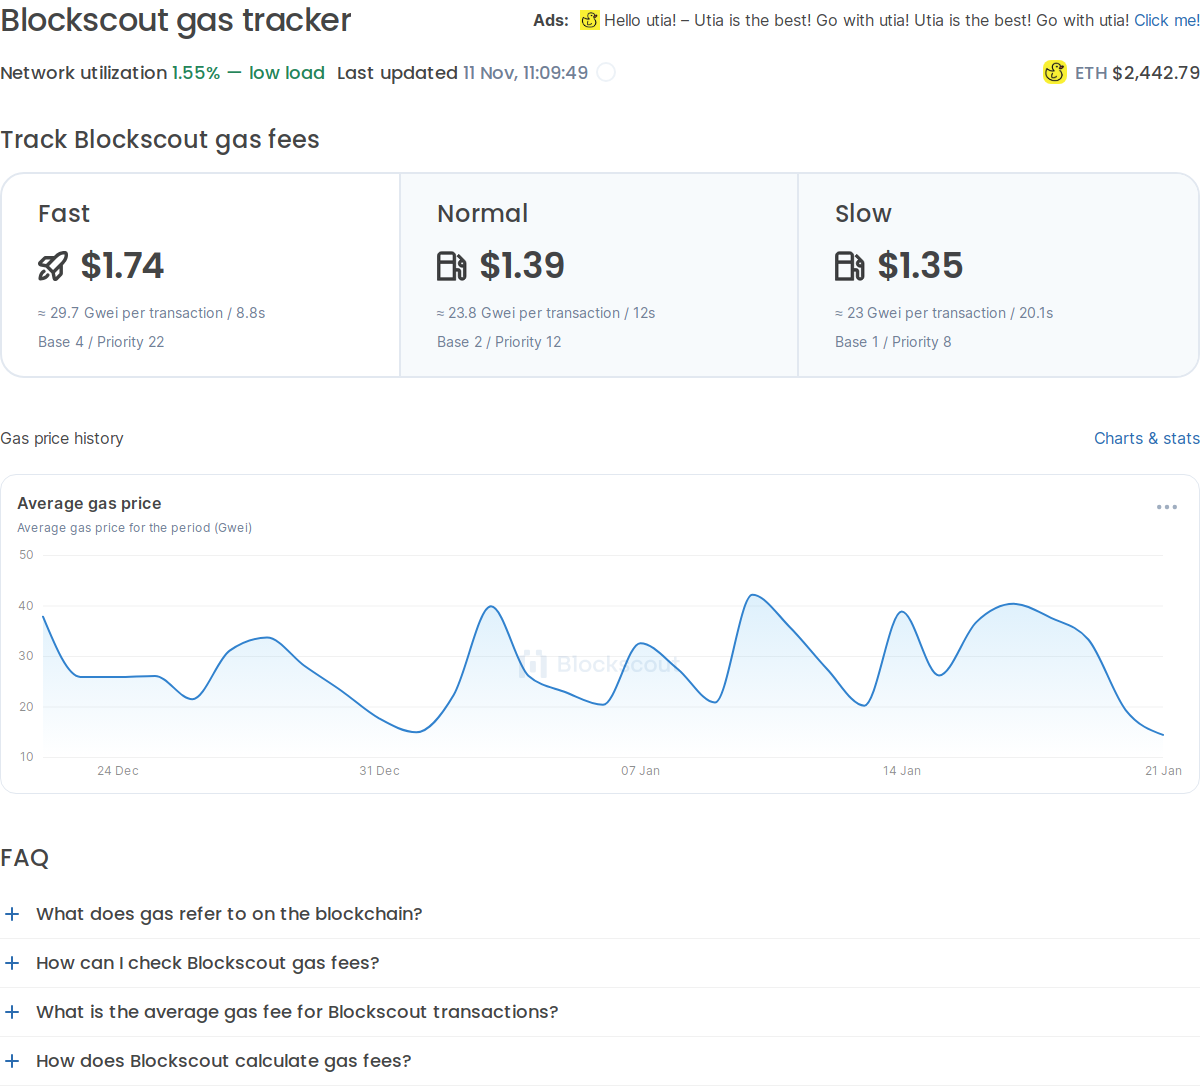 Blockscout gas tracker
Ads: Hello utia! – Utia is the best! Go with utia! Utia is the best! Go with utia! Click me!
Network utilization 1.55% — low load Last updated 11 Nov, 11:09:49
ETH $2,442.79
Track Blockscout gas fees
Fast
$1.74
≈ 29.7 Gwei per transaction / 8.8s
Base 4 / Priority 22
Normal
$1.39
≈ 23.8 Gwei per transaction / 12s
Base 2 / Priority 12
Slow
$1.35
≈ 23 Gwei per transaction / 20.1s
Base 1 / Priority 8
Gas price history
Charts & stats
Average gas price
Average gas price for the period (Gwei)
50
40
30
20
10
Blockscout
24 Dec 31 Dec 07 Jan 14 Jan 21 Jan
FAQ
What does gas refer to on the blockchain?
How can I check Blockscout gas fees?
What is the average gas fee for Blockscout transactions?
How does Blockscout calculate gas fees?